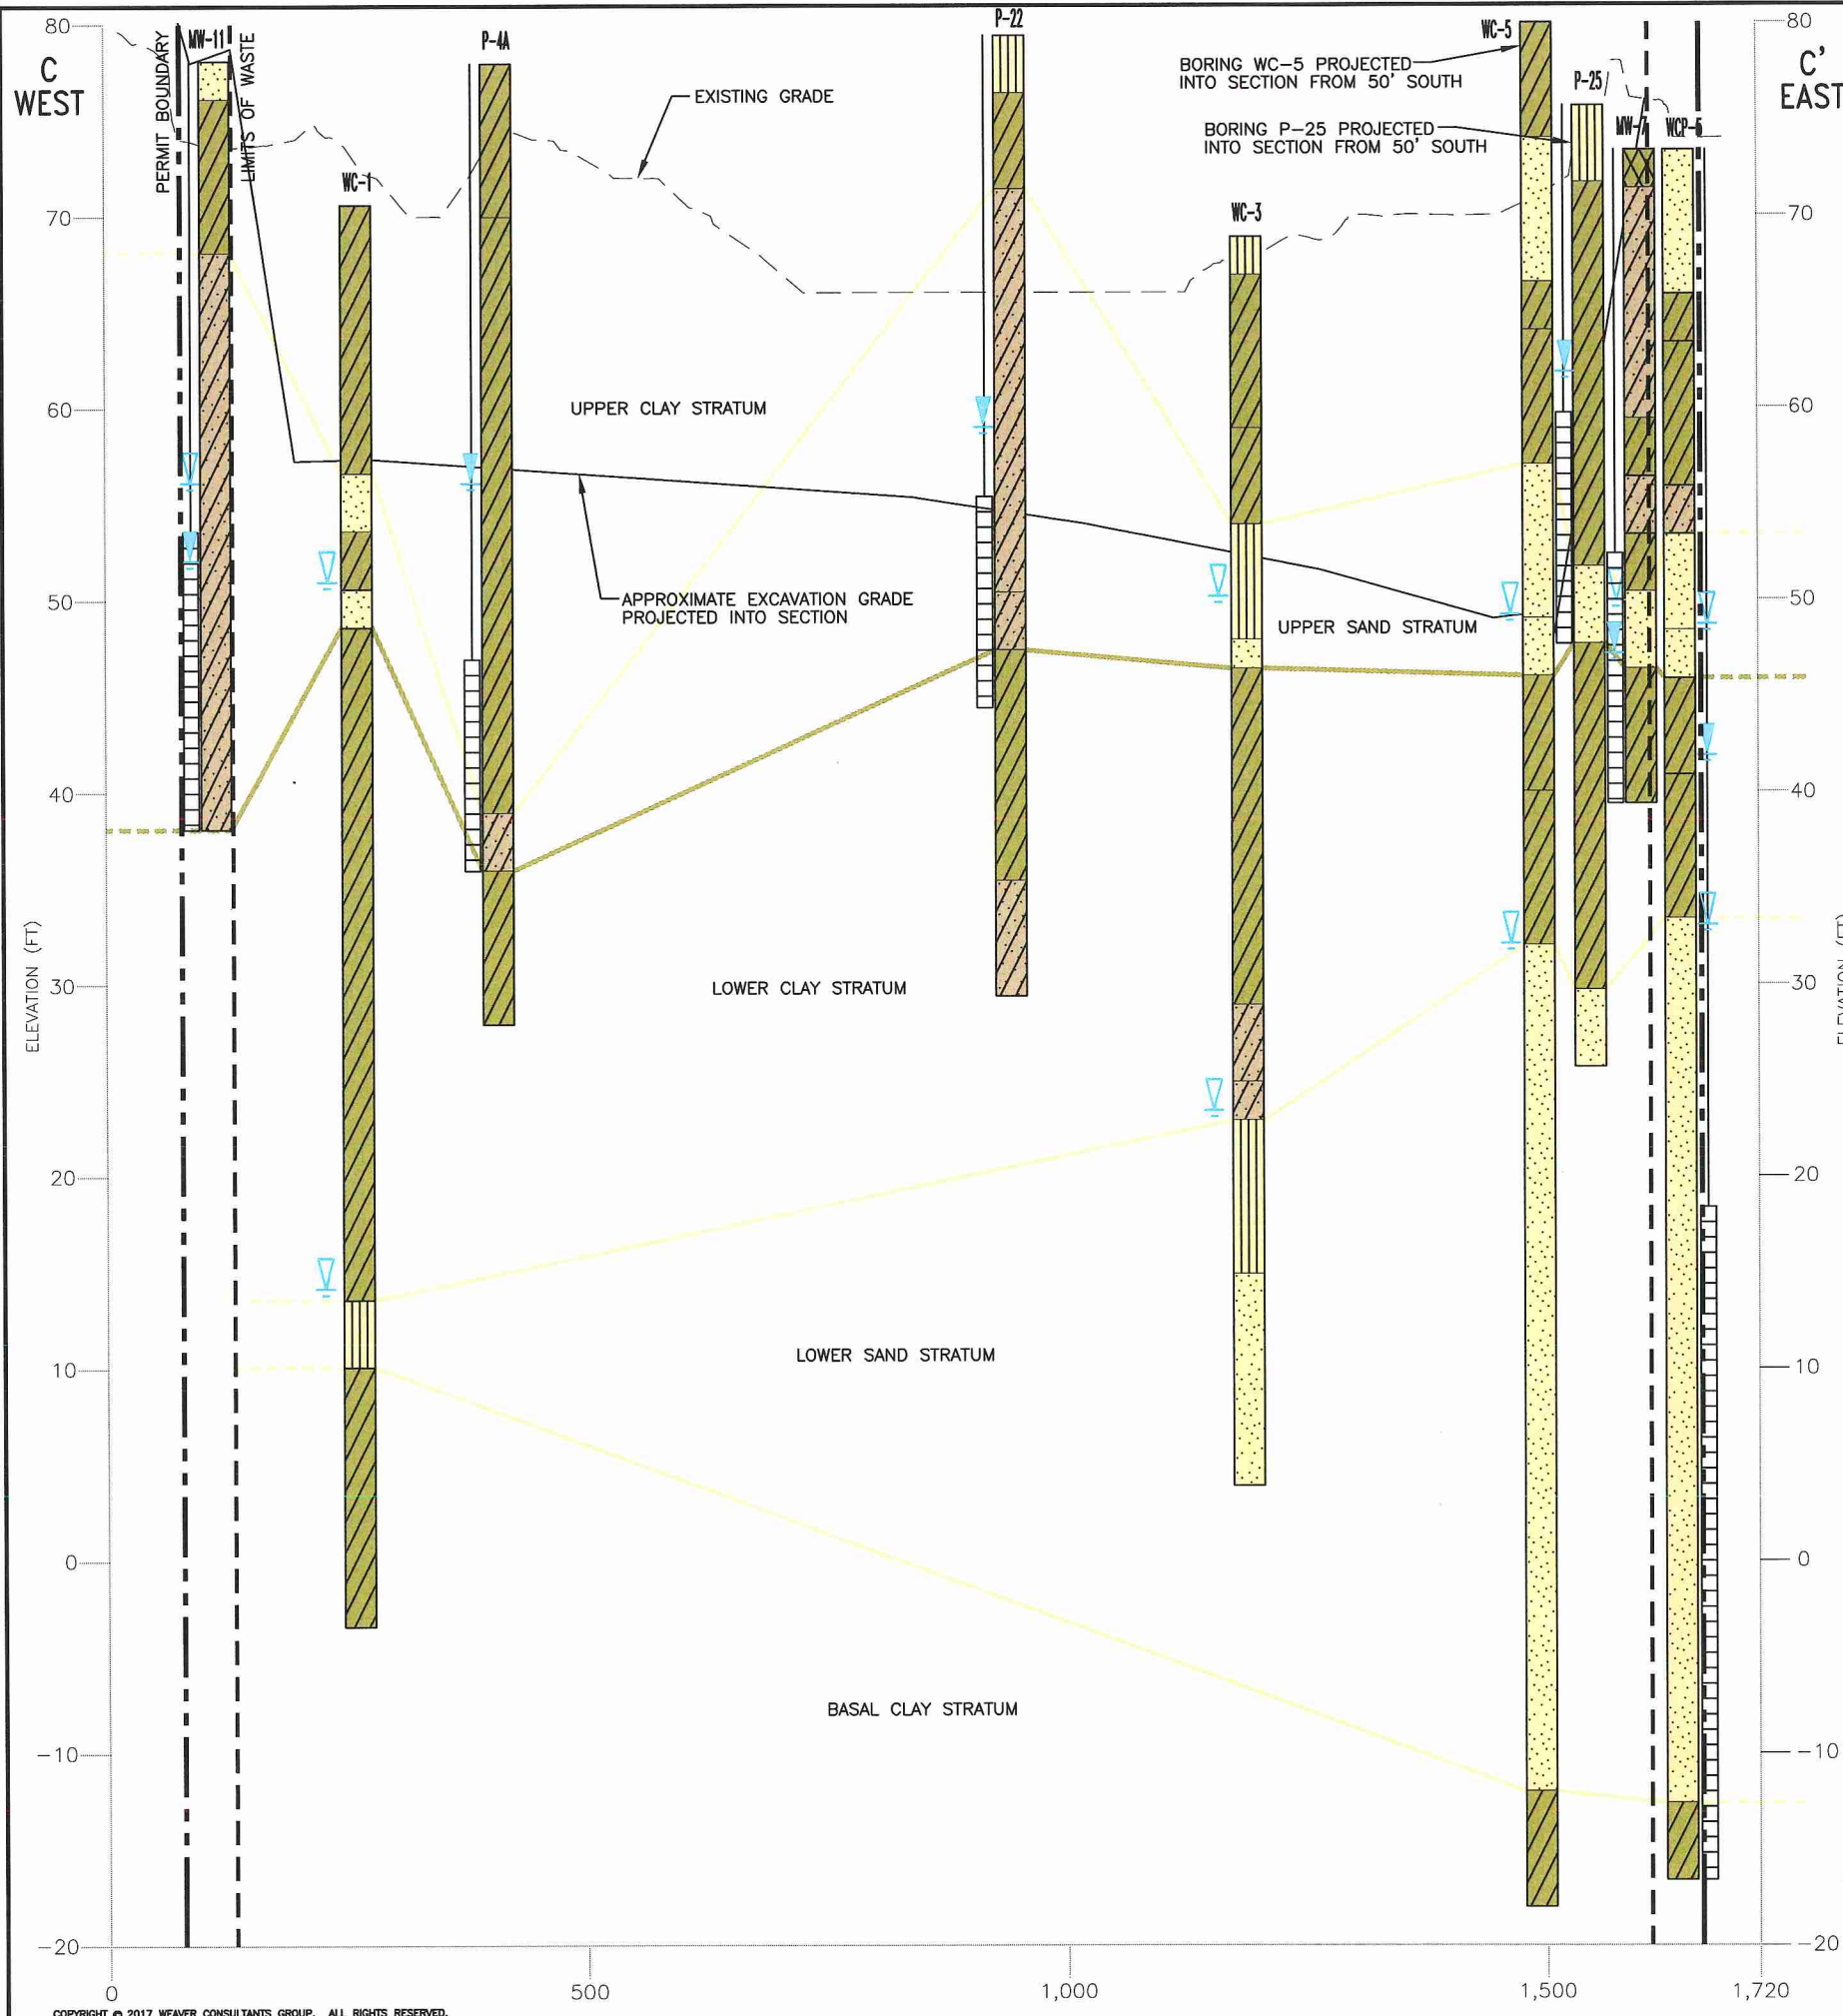 80
80
C
WEST
C'
EAST
PERMIT BOUNDARY
MW-11
LIMITS OF WASTE
P-4A
P-22
WC-5
BORING WC-5 PROJECTED
INTO SECTION FROM 50' SOUTH
P-25
EXISTING GRADE
BORING P-25 PROJECTED
INTO SECTION FROM 50' SOUTH
MW-7
WCP-6
WC-1
WC-3
70
70
60
60
UPPER CLAY STRATUM
50
50
APPROXIMATE EXCAVATION GRADE
PROJECTED INTO SECTION
UPPER SAND STRATUM
40
40
ELEVATION (FT)
ELEVATION (FT)
30
30
LOWER CLAY STRATUM
20
20
10
10
LOWER SAND STRATUM
0
0
BASAL CLAY STRATUM
-10
-10
-20
-20
0
500
1,000
1,500
1,720
COPYRIGHT © 2017 WEAVER CONSULTANTS GROUP. ALL RIGHTS RESERVED.